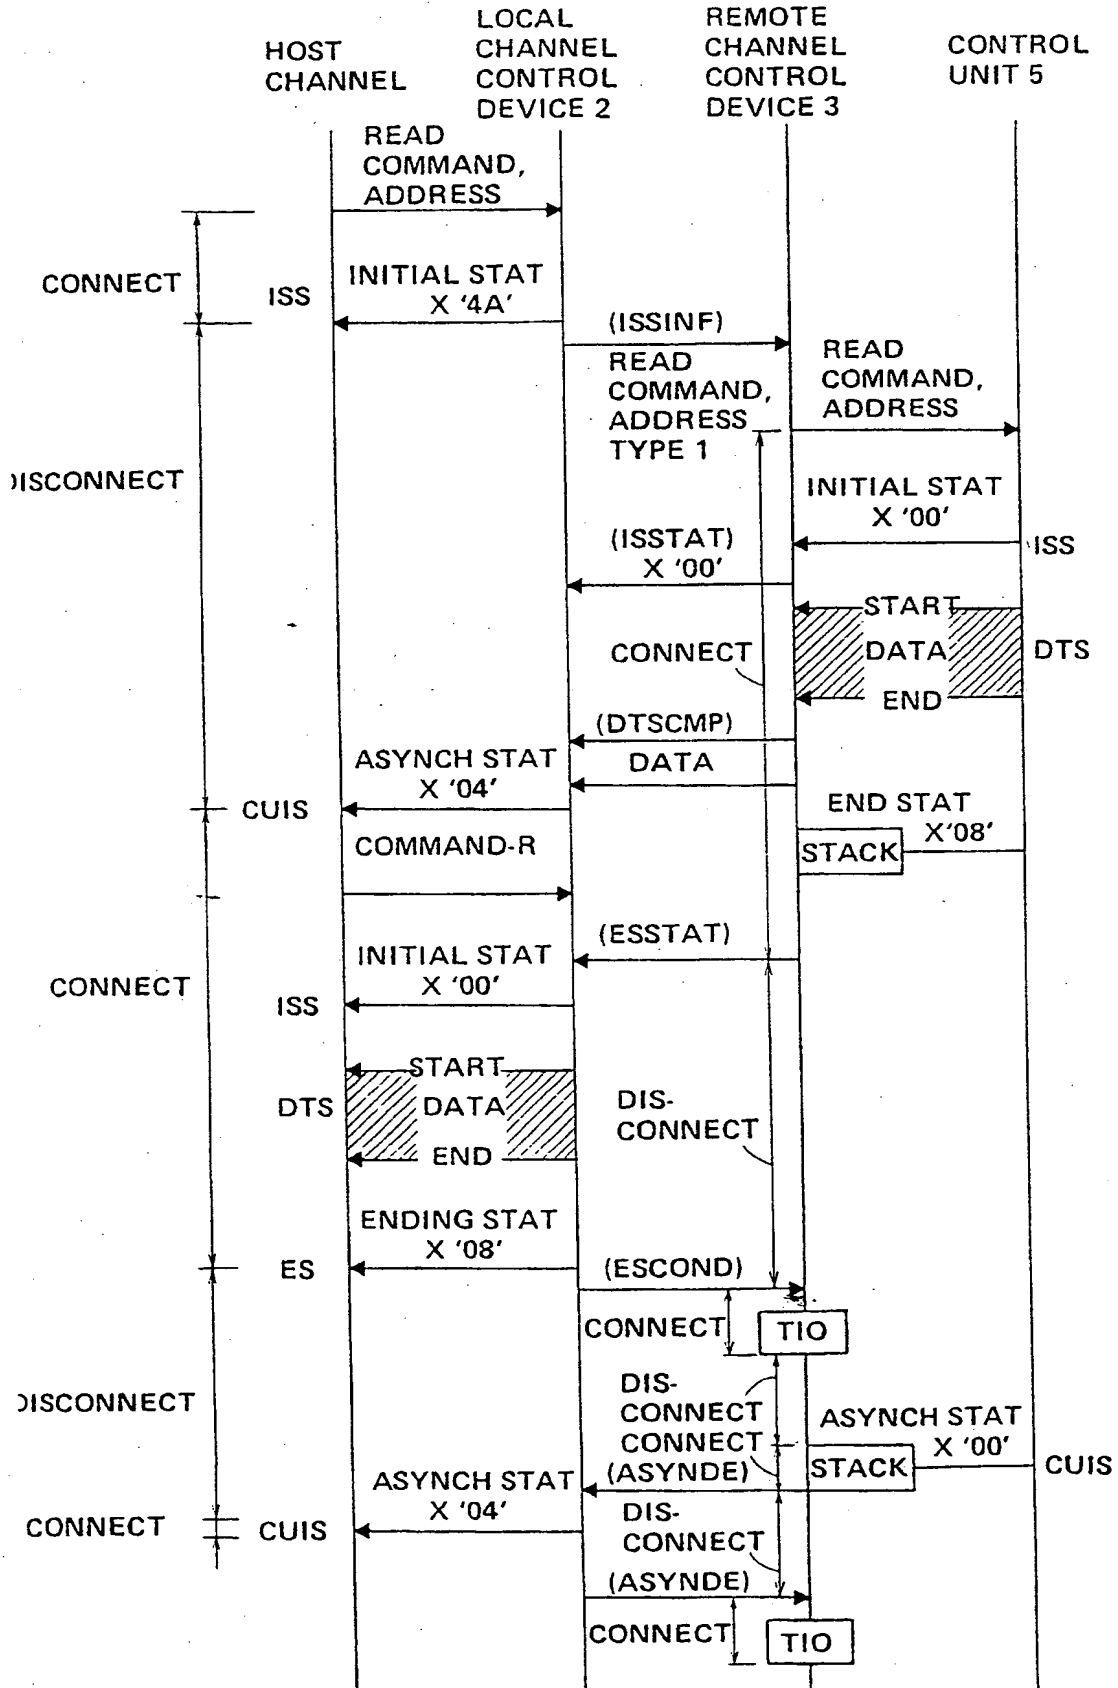 HOST
CHANNEL
LOCAL
CHANNEL
CONTROL
DEVICE 2
REMOTE
CHANNEL
CONTROL
DEVICE 3
CONTROL
UNIT 5
READ
COMMAND,
ADDRESS
CONNECT
ISS
INITIAL STAT
X '4A'
(ISSINF)
READ
COMMAND,
ADDRESS
TYPE 1
READ
COMMAND,
ADDRESS
DISCONNECT
INITIAL STAT
X '00'
ISS
(ISSTAT)
X '00'
START
DATA
END
DTS
CONNECT
(DTSCMP)
DATA
ASYNCH STAT
X '04'
CUIS
END STAT
X'08'
STACK
COMMAND-R
(ESSTAT)
INITIAL STAT
X '00'
CONNECT
ISS
START
DATA
END
DTS
DIS-
CONNECT
ENDING STAT
X '08'
ES
(ESCOND)
CONNECT
TIO
DISCONNECT
DIS-
CONNECT
CONNECT
(ASYNDE)
ASYNCH STAT
X '00'
STACK
CUIS
ASYNCH STAT
X '04'
CONNECT
CUIS
DIS-
CONNECT
(ASYNDE)
CONNECT
TIO